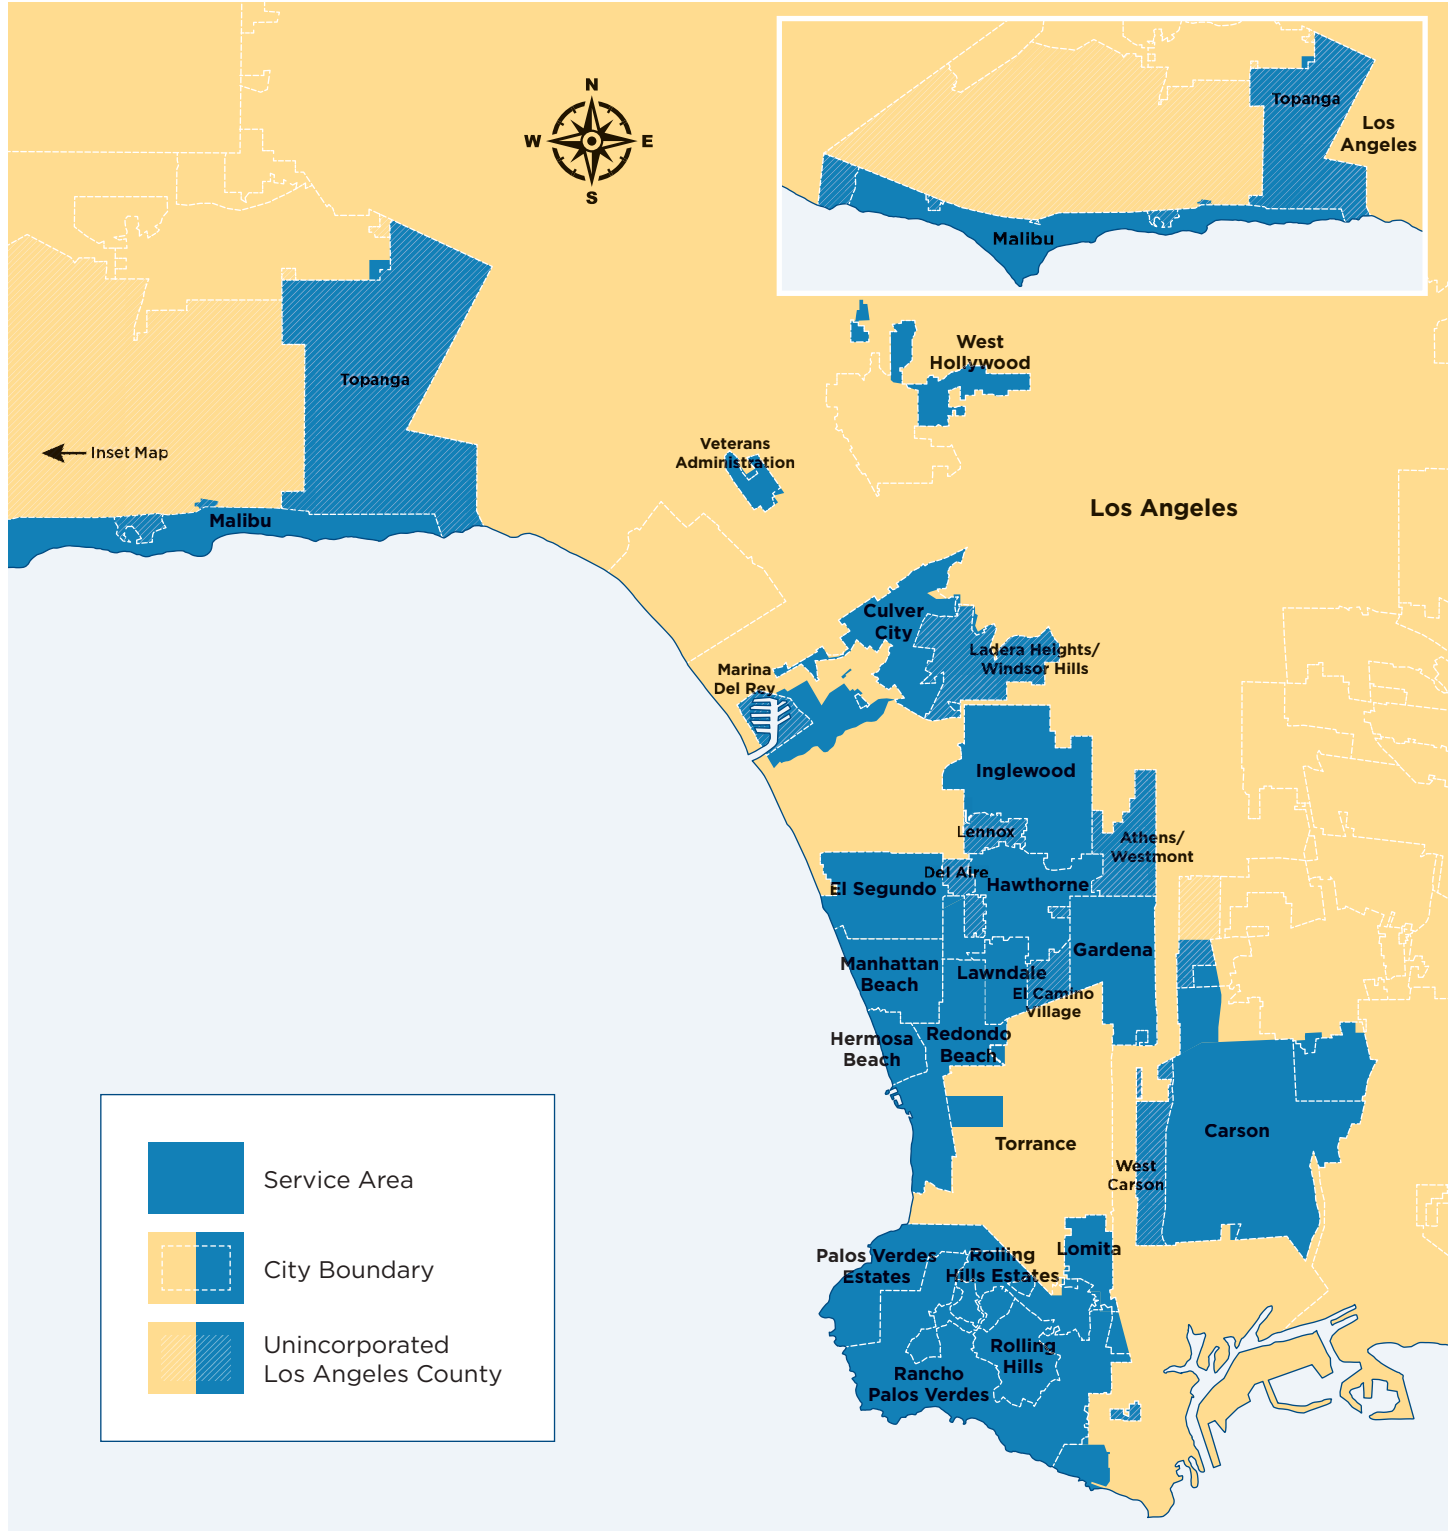 Topanga
Los
Angeles
Malibu
N
W
E
S
West
Hollywood
Topanga
Inset Map
Veterans
Administration
Malibu
Los Angeles
Culver
City
Ladera Heights/
Windsor Hills
Marina
Del Rey
Inglewood
Lennox
Athens/
Westmont
Del Aire
El Segundo
Hawthorne
Gardena
Manhattan
Beach
Lawndale
El Camino
Village
Hermosa
Beach
Redondo
Beach
Torrance
Carson
West
Carson
Service Area
City Boundary
Unincorporated
Los Angeles County
Palos Verdes
Estates
Rolling
Hills Estates
Lomita
Rolling
Hills
Rancho
Palos Verdes